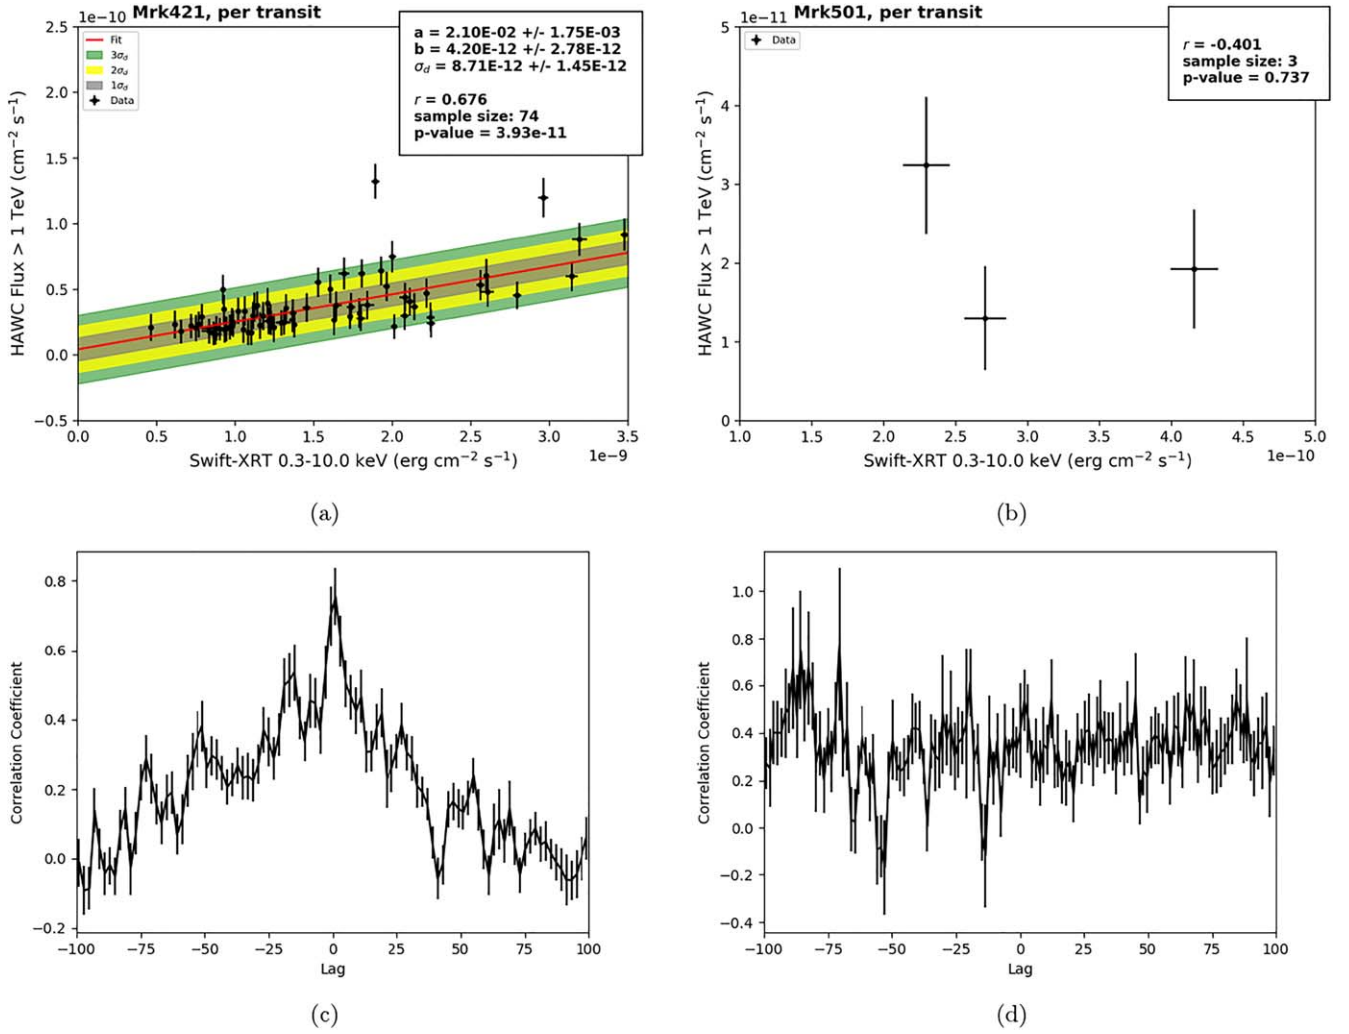 Mrk421, per transit
1e−10
a = 2.10E-02 +/- 1.75E-03
b = 4.20E-12 +/- 2.78E-12
σd = 8.71E-12 +/- 1.45E-12
r = 0.676
sample size: 74
p-value = 3.93e-11
Fit
3σd
2σd
1σd
Data
HAWC Flux > 1 TeV (cm−2 s−1)
2.5
2.0
1.5
1.0
0.5
0.0
−0.5
0.0 0.5 1.0 1.5 2.0 2.5 3.0 3.5
Swift-XRT 0.3-10.0 keV (erg cm−2 s−1)
1e−9
(a)
Mrk501, per transit
1e−11
r = -0.401
sample size: 3
p-value = 0.737
Data
HAWC Flux > 1 TeV (cm−2 s−1)
5
4
3
2
1
0
1.0 1.5 2.0 2.5 3.0 3.5 4.0 4.5 5.0
Swift-XRT 0.3-10.0 keV (erg cm−2 s−1)
1e−10
(b)
Correlation Coefficient
0.8
0.6
0.4
0.2
0.0
−0.2
−100 −75 −50 −25 0 25 50 75 100
Lag
(c)
Correlation Coefficient
1.0
0.8
0.6
0.4
0.2
0.0
−0.2
−0.4
−100 −75 −50 −25 0 25 50 75 100
Lag
(d)